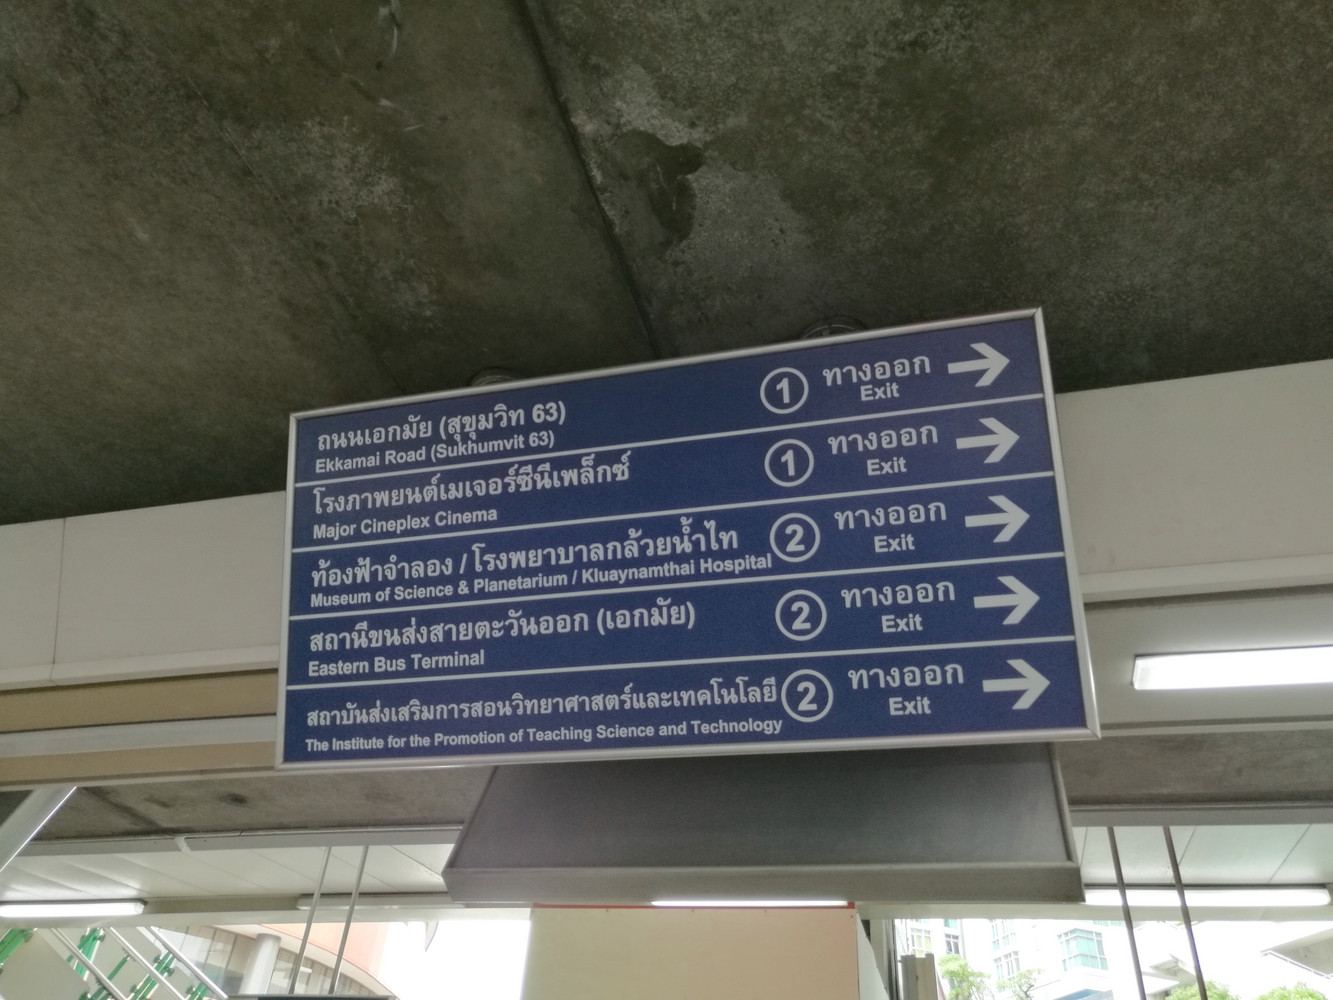 ถนนเอกมัย (สุขุมวิท 63) 1 ทางออก
Ekkamai Road (Sukhumvit 63) Exit
โรงภาพยนต์เมเจอร์ซีนีเพล็กซ์ 1 ทางออก
Major Cineplex Cinema Exit
ท้องฟ้าจำลอง / โรงพยาบาลกล้วยน้ำไท 2 ทางออก
Museum of Science & Planetarium / Kluaynamthai Hospital Exit
สถานีขนส่งสายตะวันออก (เอกมัย) 2 ทางออก
Eastern Bus Terminal Exit
สถาบันส่งเสริมการสอนวิทยาศาสตร์และเทคโนโลยี 2 ทางออก
The Institute for the Promotion of Teaching Science and Technology Exit